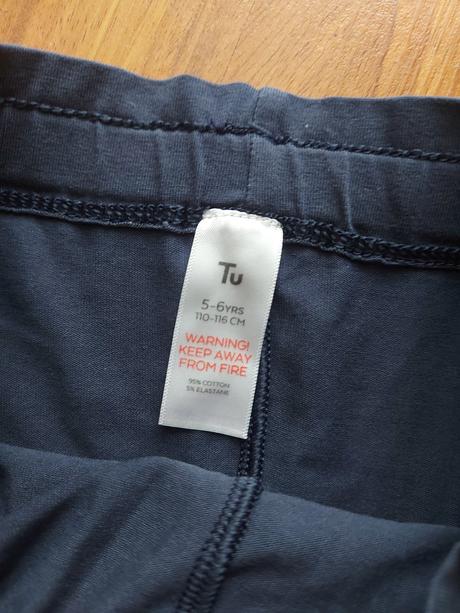 Tu
5-6YRS
110-116 CM
WARNING!
KEEP AWAY
FROM FIRE
95% COTTON
5% ELASTANE